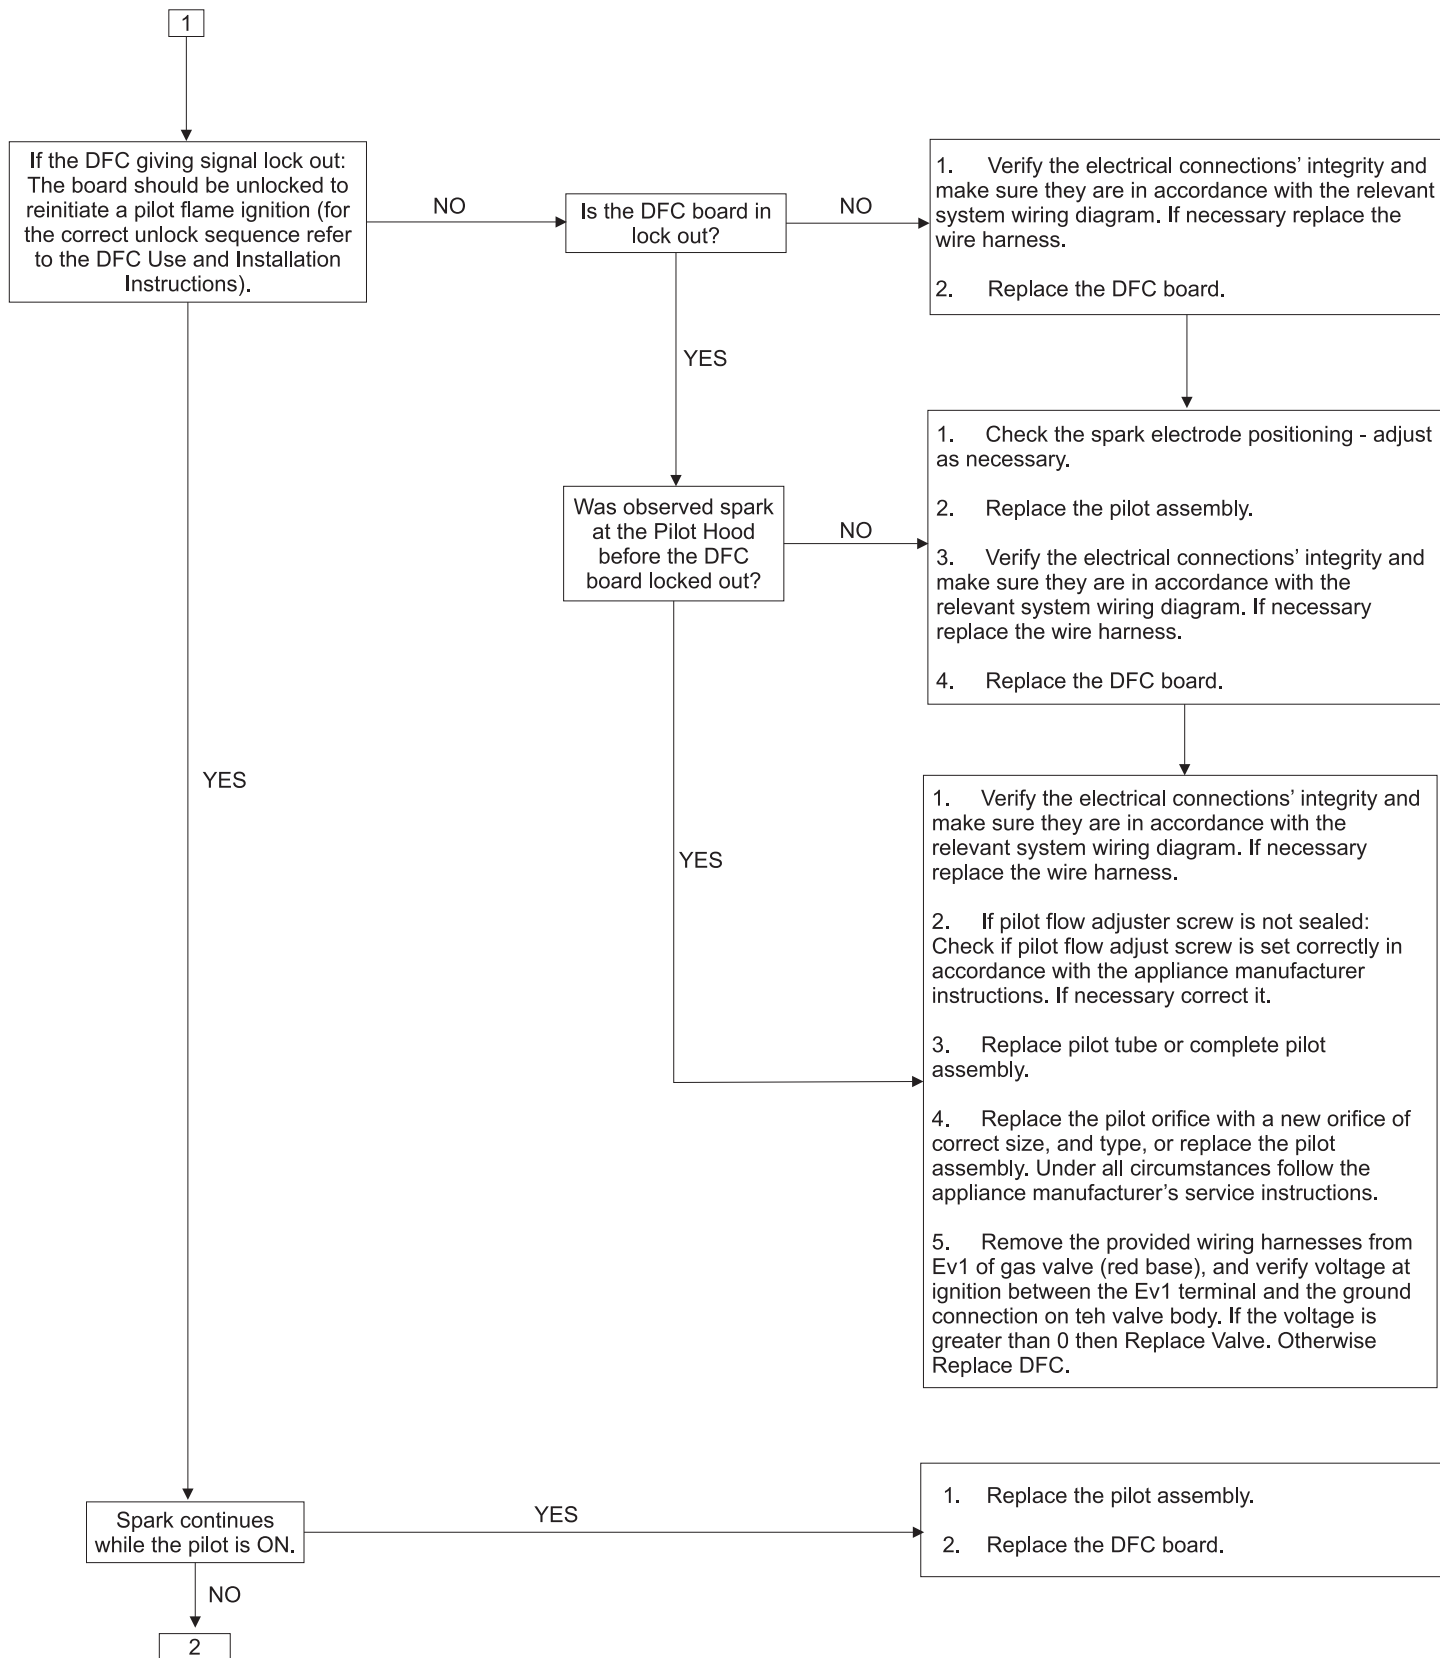 1
If the DFC giving signal lock out:
The board should be unlocked to
reinitiate a pilot flame ignition (for
the correct unlock sequence refer
to the DFC Use and Installation
Instructions).
NO
Is the DFC board in
lock out?
NO
1. Verify the electrical connections’ integrity and
make sure they are in accordance with the relevant
system wiring diagram. If necessary replace the
wire harness.
2. Replace the DFC board.
YES
Was observed spark
at the Pilot Hood
before the DFC
board locked out?
NO
1. Check the spark electrode positioning - adjust
as necessary.
2. Replace the pilot assembly.
3. Verify the electrical connections’ integrity and
make sure they are in accordance with the
relevant system wiring diagram. If necessary
replace the wire harness.
4. Replace the DFC board.
YES
YES
1. Verify the electrical connections’ integrity and
make sure they are in accordance with the
relevant system wiring diagram. If necessary
replace the wire harness.
2. If pilot flow adjuster screw is not sealed:
Check if pilot flow adjust screw is set correctly in
accordance with the appliance manufacturer
instructions. If necessary correct it.
3. Replace pilot tube or complete pilot
assembly.
4. Replace the pilot orifice with a new orifice of
correct size, and type, or replace the pilot
assembly. Under all circumstances follow the
appliance manufacturer’s service instructions.
5. Remove the provided wiring harnesses from
Ev1 of gas valve (red base), and verify voltage at
ignition between the Ev1 terminal and the ground
connection on teh valve body. If the voltage is
greater than 0 then Replace Valve. Otherwise
Replace DFC.
Spark continues
while the pilot is ON.
YES
1. Replace the pilot assembly.
2. Replace the DFC board.
NO
2